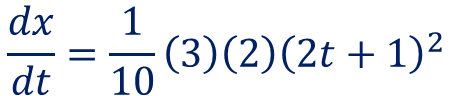 dx/dt = 1/10 (3)(2)(2t + 1)²